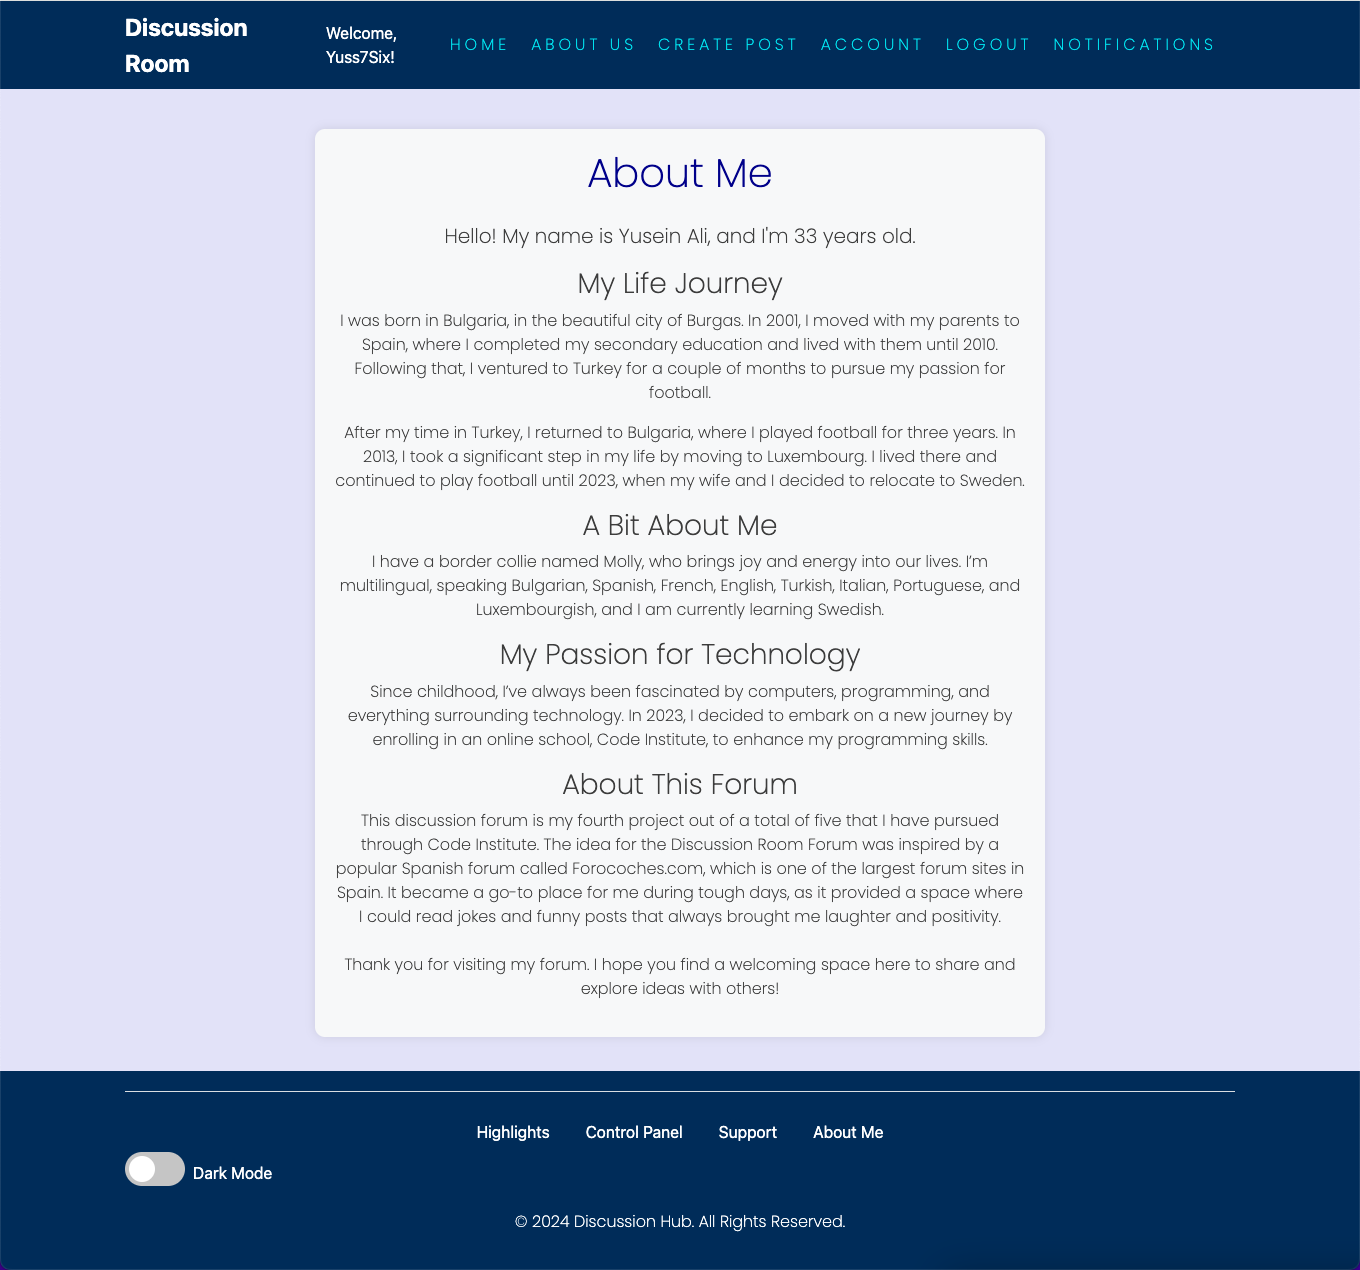 Discussion
Room
Welcome,
Yuss7Six!
HOME ABOUT US CREATE POST ACCOUNT LOGOUT NOTIFICATIONS
About Me
Hello! My name is Yusein Ali, and I'm 33 years old.
My Life Journey
I was born in Bulgaria, in the beautiful city of Burgas. In 2001, I moved with my parents to
Spain, where I completed my secondary education and lived with them until 2010.
Following that, I ventured to Turkey for a couple of months to pursue my passion for
football.
After my time in Turkey, I returned to Bulgaria, where I played football for three years. In
2013, I took a significant step in my life by moving to Luxembourg. I lived there and
continued to play football until 2023, when my wife and I decided to relocate to Sweden.
A Bit About Me
I have a border collie named Molly, who brings joy and energy into our lives. I’m
multilingual, speaking Bulgarian, Spanish, French, English, Turkish, Italian, Portuguese, and
Luxembourgish, and I am currently learning Swedish.
My Passion for Technology
Since childhood, I’ve always been fascinated by computers, programming, and
everything surrounding technology. In 2023, I decided to embark on a new journey by
enrolling in an online school, Code Institute, to enhance my programming skills.
About This Forum
This discussion forum is my fourth project out of a total of five that I have pursued
through Code Institute. The idea for the Discussion Room Forum was inspired by a
popular Spanish forum called Forocoches.com, which is one of the largest forum sites in
Spain. It became a go-to place for me during tough days, as it provided a space where
I could read jokes and funny posts that always brought me laughter and positivity.
Thank you for visiting my forum. I hope you find a welcoming space here to share and
explore ideas with others!
Highlights Control Panel Support About Me
Dark Mode
© 2024 Discussion Hub. All Rights Reserved.